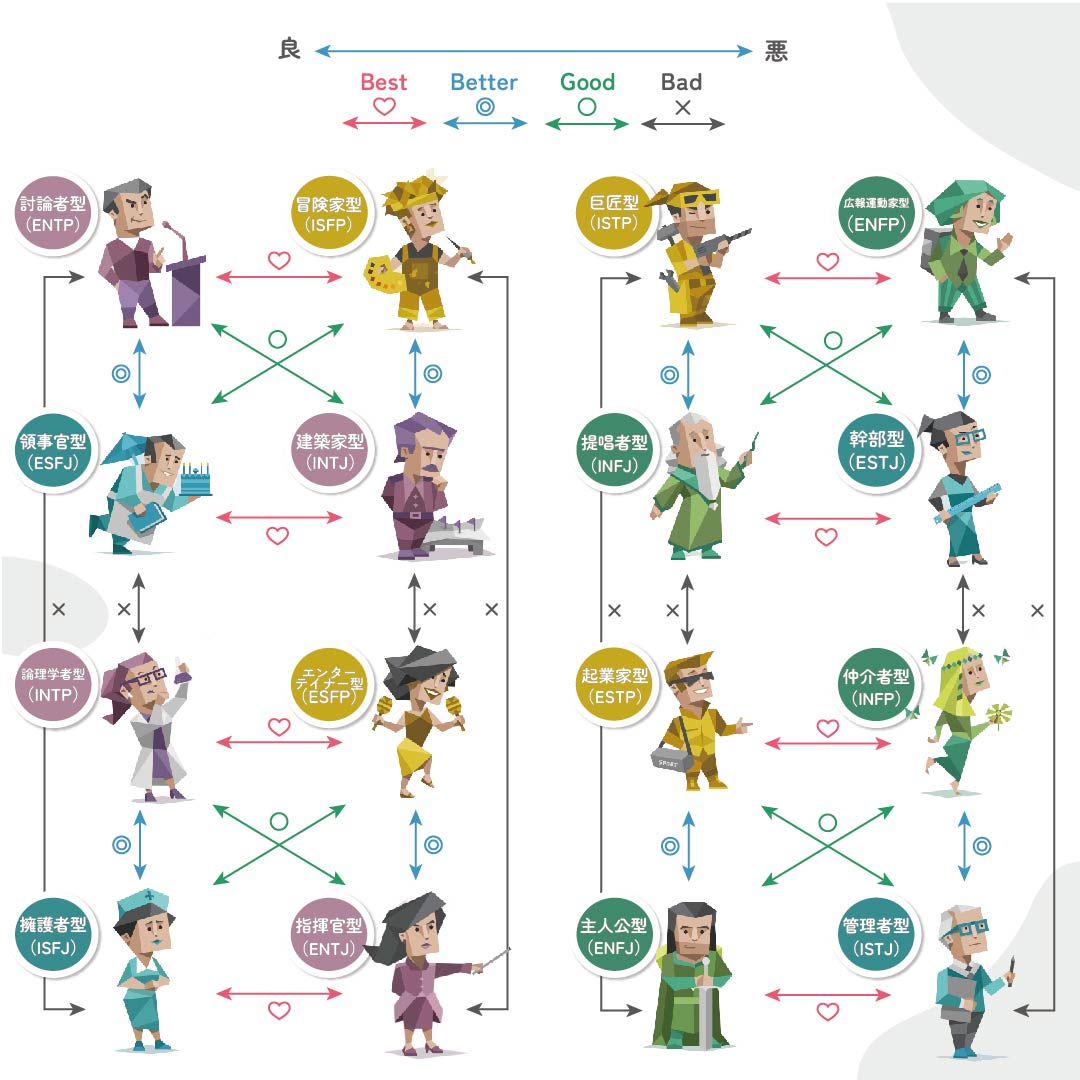 良
悪
Best
Better
Good
Bad
討論者型
(ENTP)
冒険家型
(ISFP)
巨匠型
(ISTP)
広報運動家型
(ENFP)
領事官型
(ESFJ)
建築家型
(INTJ)
提唱者型
(INFJ)
幹部型
(ESTJ)
論理学者型
(INTP)
エンター
テイナー型
(ESFP)
起業家型
(ESTP)
SPORT
仲介者型
(INFP)
擁護者型
(ISFJ)
指揮官型
(ENTJ)
主人公型
(ENFJ)
管理者型
(ISTJ)